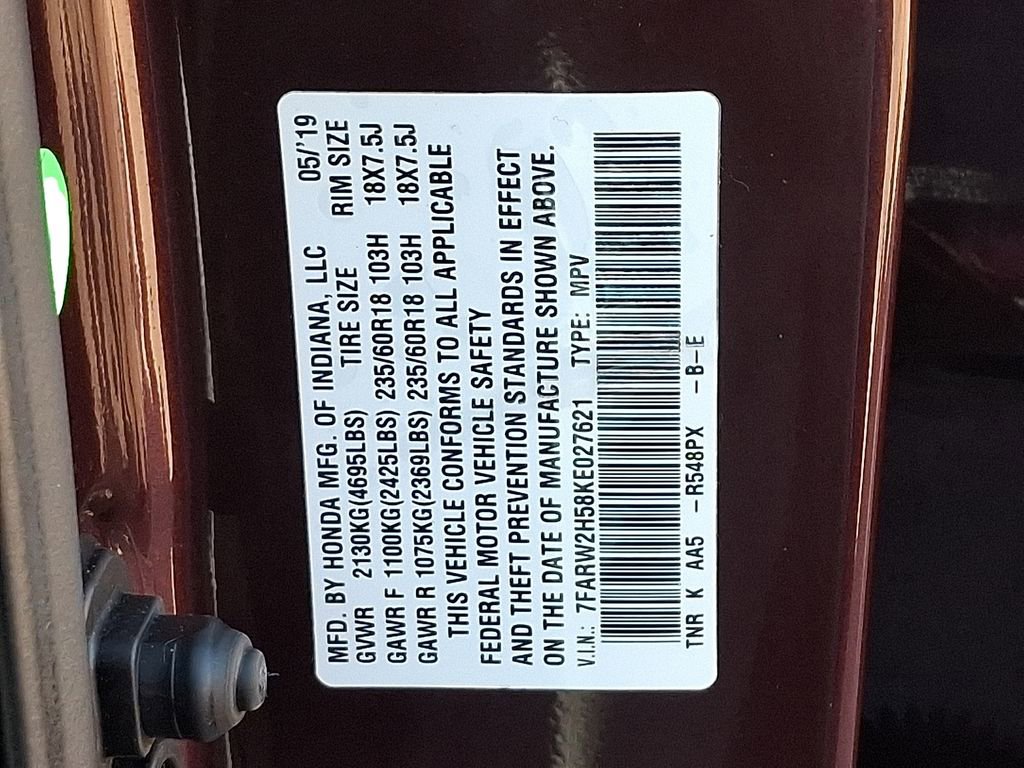 MFD. BY HONDA MFG. OF INDIANA, LLC 05/'19
GVWR 2130KG(4695LBS) TIRE SIZE RIM SIZE
GAWR F 1100KG(2425LBS) 235/60R18 103H 18X7.5J
GAWR R 1075KG(2369LBS) 235/60R18 103H 18X7.5J
THIS VEHICLE CONFORMS TO ALL APPLICABLE
FEDERAL MOTOR VEHICLE SAFETY
AND THEFT PREVENTION STANDARDS IN EFFECT
ON THE DATE OF MANUFACTURE SHOWN ABOVE.
V.I.N.: 7FARW2H58KE027621 TYPE: MPV
TNR K AA5 -R548PX -B-E